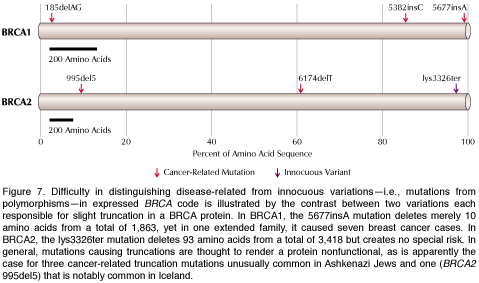 185delAG 5382insC 5677insA
BRCA1
200 Amino Acids
995del5 6174delT lys3326ter
BRCA2
200 Amino Acids
0 20 40 60 80 100
Percent of Amino Acid Sequence
Cancer-Related Mutation Innocuous Variant
Figure 7. Difficulty in distinguishing disease-related from innocuous variations—i.e., mutations from
polymorphisms—in expressed BRCA code is illustrated by the contrast between two variations each
responsible for slight truncation in a BRCA protein. In BRCA1, the 5677insA mutation deletes merely 10
amino acids from a total of 1,863, yet in one extended family, it caused seven breast cancer cases. In
BRCA2, the lys3326ter mutation deletes 93 amino acids from a total of 3,418 but creates no special risk. In
general, mutations causing truncations are thought to render a protein nonfunctional, as is apparently the
case for three cancer-related truncation mutations unusually common in Ashkenazi Jews and one (BRCA2
995del5) that is notably common in Iceland.